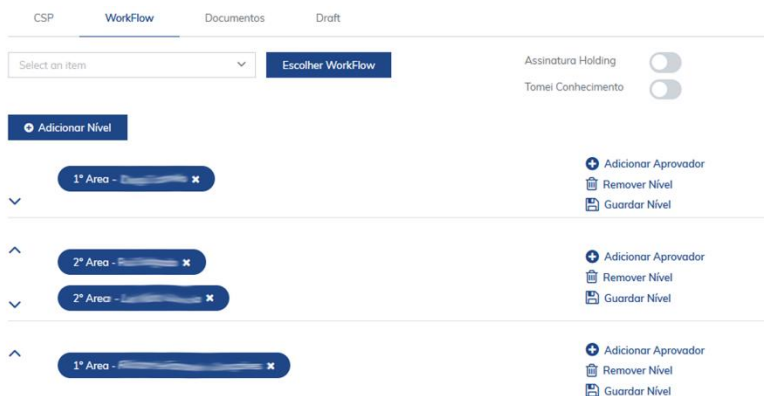 CSP WorkFlow Documentos Draft
Select an item Escolher WorkFlow Assinatura Holding
Tomei Conhecimento
Adicionar Nível
1º Area - Adicionar Aprovador
Remover Nível
Guardar Nível
2º Area - Adicionar Aprovador
Remover Nível
2º Area - Guardar Nível
1º Area - Adicionar Aprovador
Remover Nível
Guardar Nível